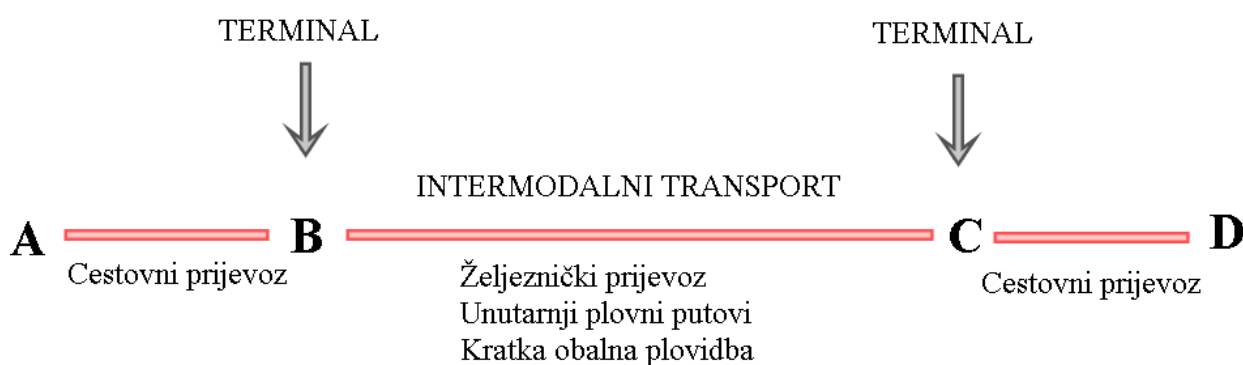 TERMINAL
TERMINAL
INTERMODALNI TRANSPORT
A
B
C
D
Cestovni prijevoz
Željeznički prijevoz
Unutarnji plovni putovi
Kratka obalna plovidba
Cestovni prijevoz